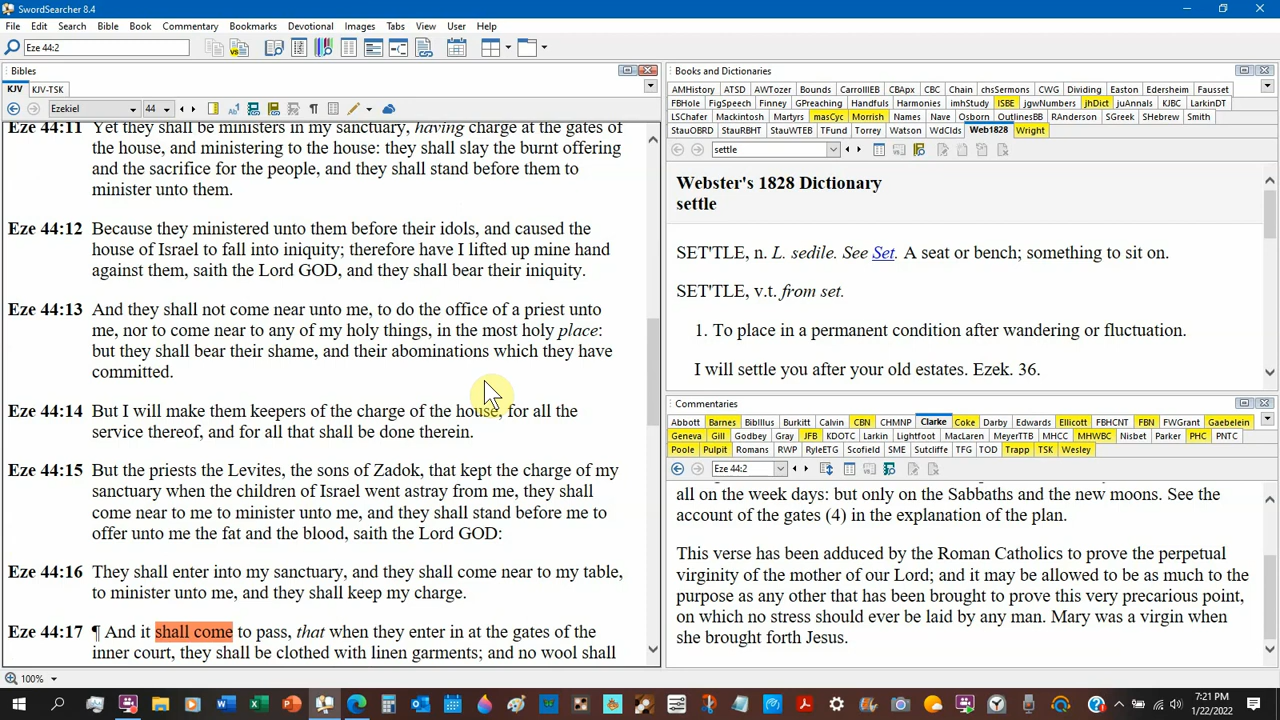 SwordSearcher 8.4
File Edit Search Bible Book Commentary Bookmarks Devotional Images Tabs View User Help
Eze 44:2
Bibles
KJV KJV-TSK
Ezekiel 44
Eze 44:11 Yet they shall be ministers in my sanctuary, having charge at the gates of
the house, and ministering to the house: they shall slay the burnt offering
and the sacrifice for the people, and they shall stand before them to
minister unto them.
Eze 44:12 Because they ministered unto them before their idols, and caused the
house of Israel to fall into iniquity; therefore have I lifted up mine hand
against them, saith the Lord GOD, and they shall bear their iniquity.
Eze 44:13 And they shall not come near unto me, to do the office of a priest unto
me, nor to come near to any of my holy things, in the most holy place:
but they shall bear their shame, and their abominations which they have
committed.
Eze 44:14 But I will make them keepers of the charge of the house, for all the
service thereof, and for all that shall be done therein.
Eze 44:15 But the priests the Levites, the sons of Zadok, that kept the charge of my
sanctuary when the children of Israel went astray from me, they shall
come near to me to minister unto me, and they shall stand before me to
offer unto me the fat and the blood, saith the Lord GOD:
Eze 44:16 They shall enter into my sanctuary, and they shall come near to my table,
to minister unto me, and they shall keep my charge.
Eze 44:17 ¶ And it shall come to pass, that when they enter in at the gates of the
inner court, they shall be clothed with linen garments; and no wool shall
100%
Books and Dictionaries
AMHistory ATSD AWTozer Bounds CarrollIEB CBApx CBC Chain chsSermons CWG Dividing Easton Edersheim Fausset
FBHole FigSpeech Finney GPreaching Handfuls Harmonies imhStudy ISBE jgwNumbers jhDict juAnnals KJBC LarkinDT
LSChafer Mackintosh Martyrs masCyc Morrish Names Nave Osborn OutlinesBB RAnderson SGreek SHebrew Smith
StauOBRD StauRBHT StauWTEB TFund Torrey Watson WdClds Web1828 Wright
settle
Webster's 1828 Dictionary
settle
SET'TLE, n. L. sedile. See Set. A seat or bench; something to sit on.
SET'TLE, v.t. from set.
1. To place in a permanent condition after wandering or fluctuation.
I will settle you after your old estates. Ezek. 36.
Commentaries
Abbott Barnes BibIllus Burkitt Calvin CBN CHMNP Clarke Coke Darby Edwards Ellicott FBHCNT FBN FWGrant Gaebelein
Geneva Gill Godbey Gray JFB KDOTC Larkin Lightfoot MacLaren MeyerTTB MHCC MHWBC Nisbet Parker PHC PNTC
Poole Pulpit Romans RWP RyleETG Scofield SME Sutcliffe TFG TOD Trapp TSK Wesley
Eze 44:2
all on the week days: but only on the Sabbaths and the new moons. See the
account of the gates (4) in the explanation of the plan.
This verse has been adduced by the Roman Catholics to prove the perpetual
virginity of the mother of our Lord; and it may be allowed to be as much to the
purpose as any other that has been brought to prove this very precarious point,
on which no stress should ever be laid by any man. Mary was a virgin when
she brought forth Jesus.
7:21 PM
1/22/2022